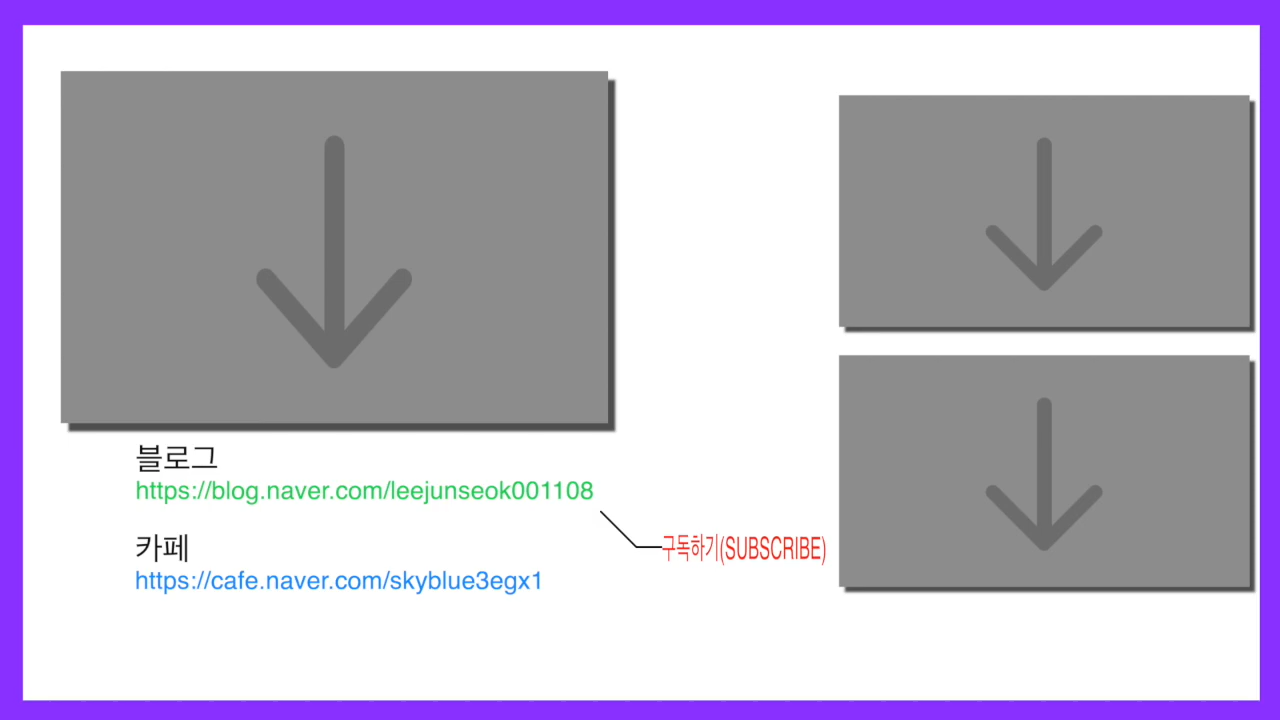 블로그
https://blog.naver.com/leejunseok001108
카페
https://cafe.naver.com/skyblue3egx1
구독하기(SUBSCRIBE)